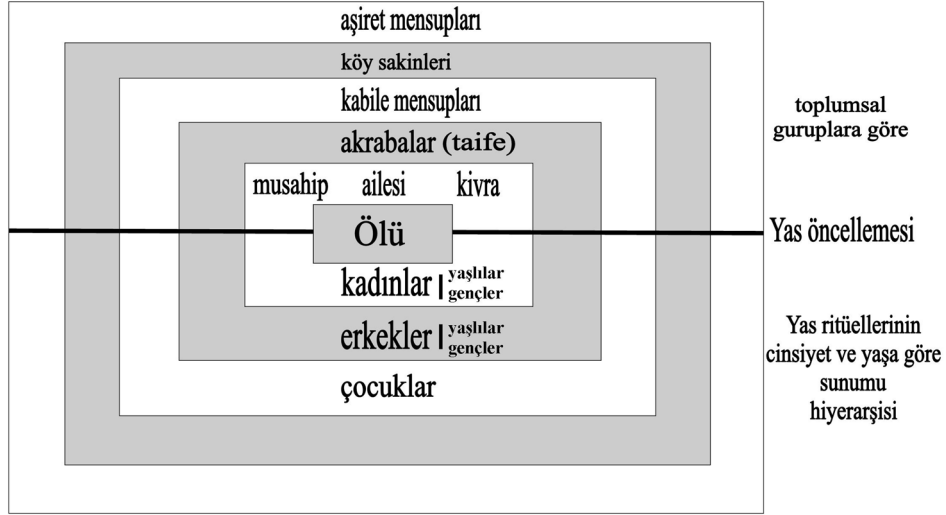 aşiret mensupları
köy sakinleri
kabile mensupları
akrabalar (taife)
musahip ailesi kivra
Ölü
kadınlar | yaşlılar
gençler
erkekler | yaşlılar
gençler
çocuklar
toplumsal
guruplara göre
Yas öncellemesi
Yas ritüellerinin
cinsiyet ve yaşa göre
sunumu
hiyerarşisi